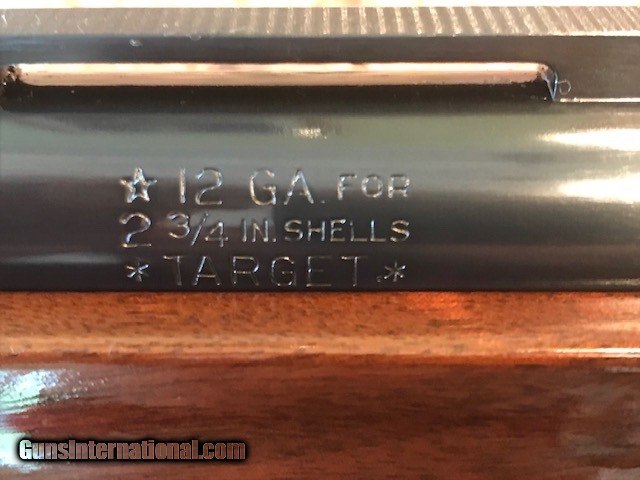 ☆ 12 GA. FOR
2 3/4 IN. SHELLS
* TARGET *
GunsInternational.com